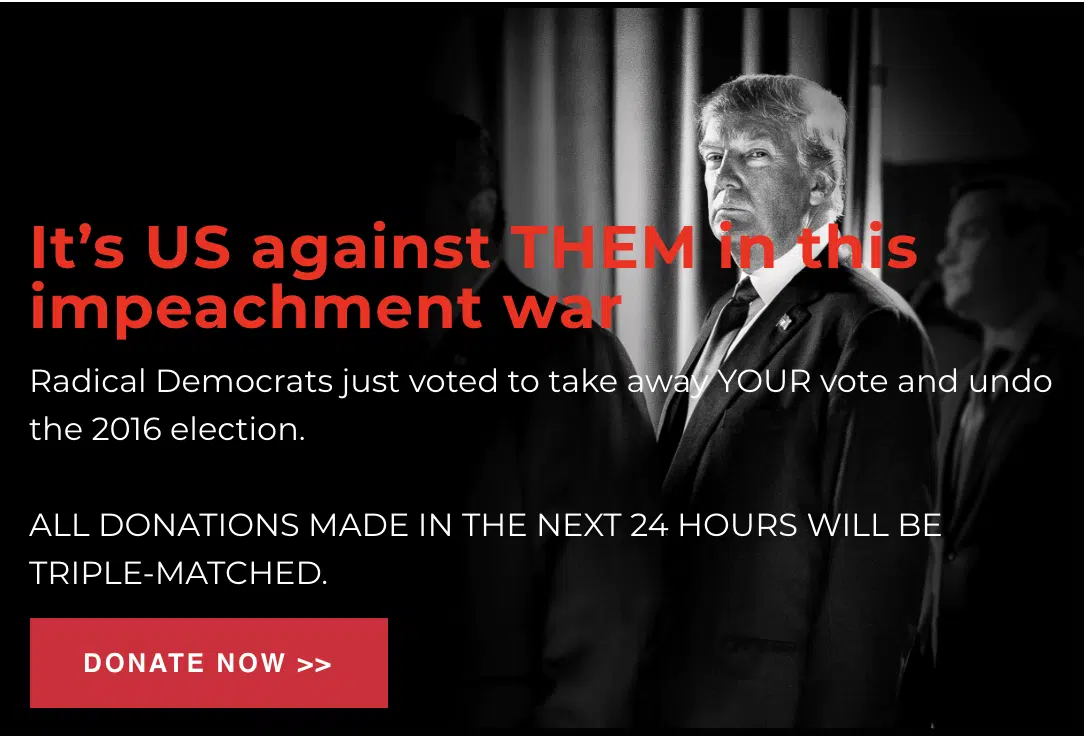 It’s US against THEM in this
impeachment war
Radical Democrats just voted to take away YOUR vote and undo
the 2016 election.
ALL DONATIONS MADE IN THE NEXT 24 HOURS WILL BE
TRIPLE-MATCHED.
DONATE NOW >>